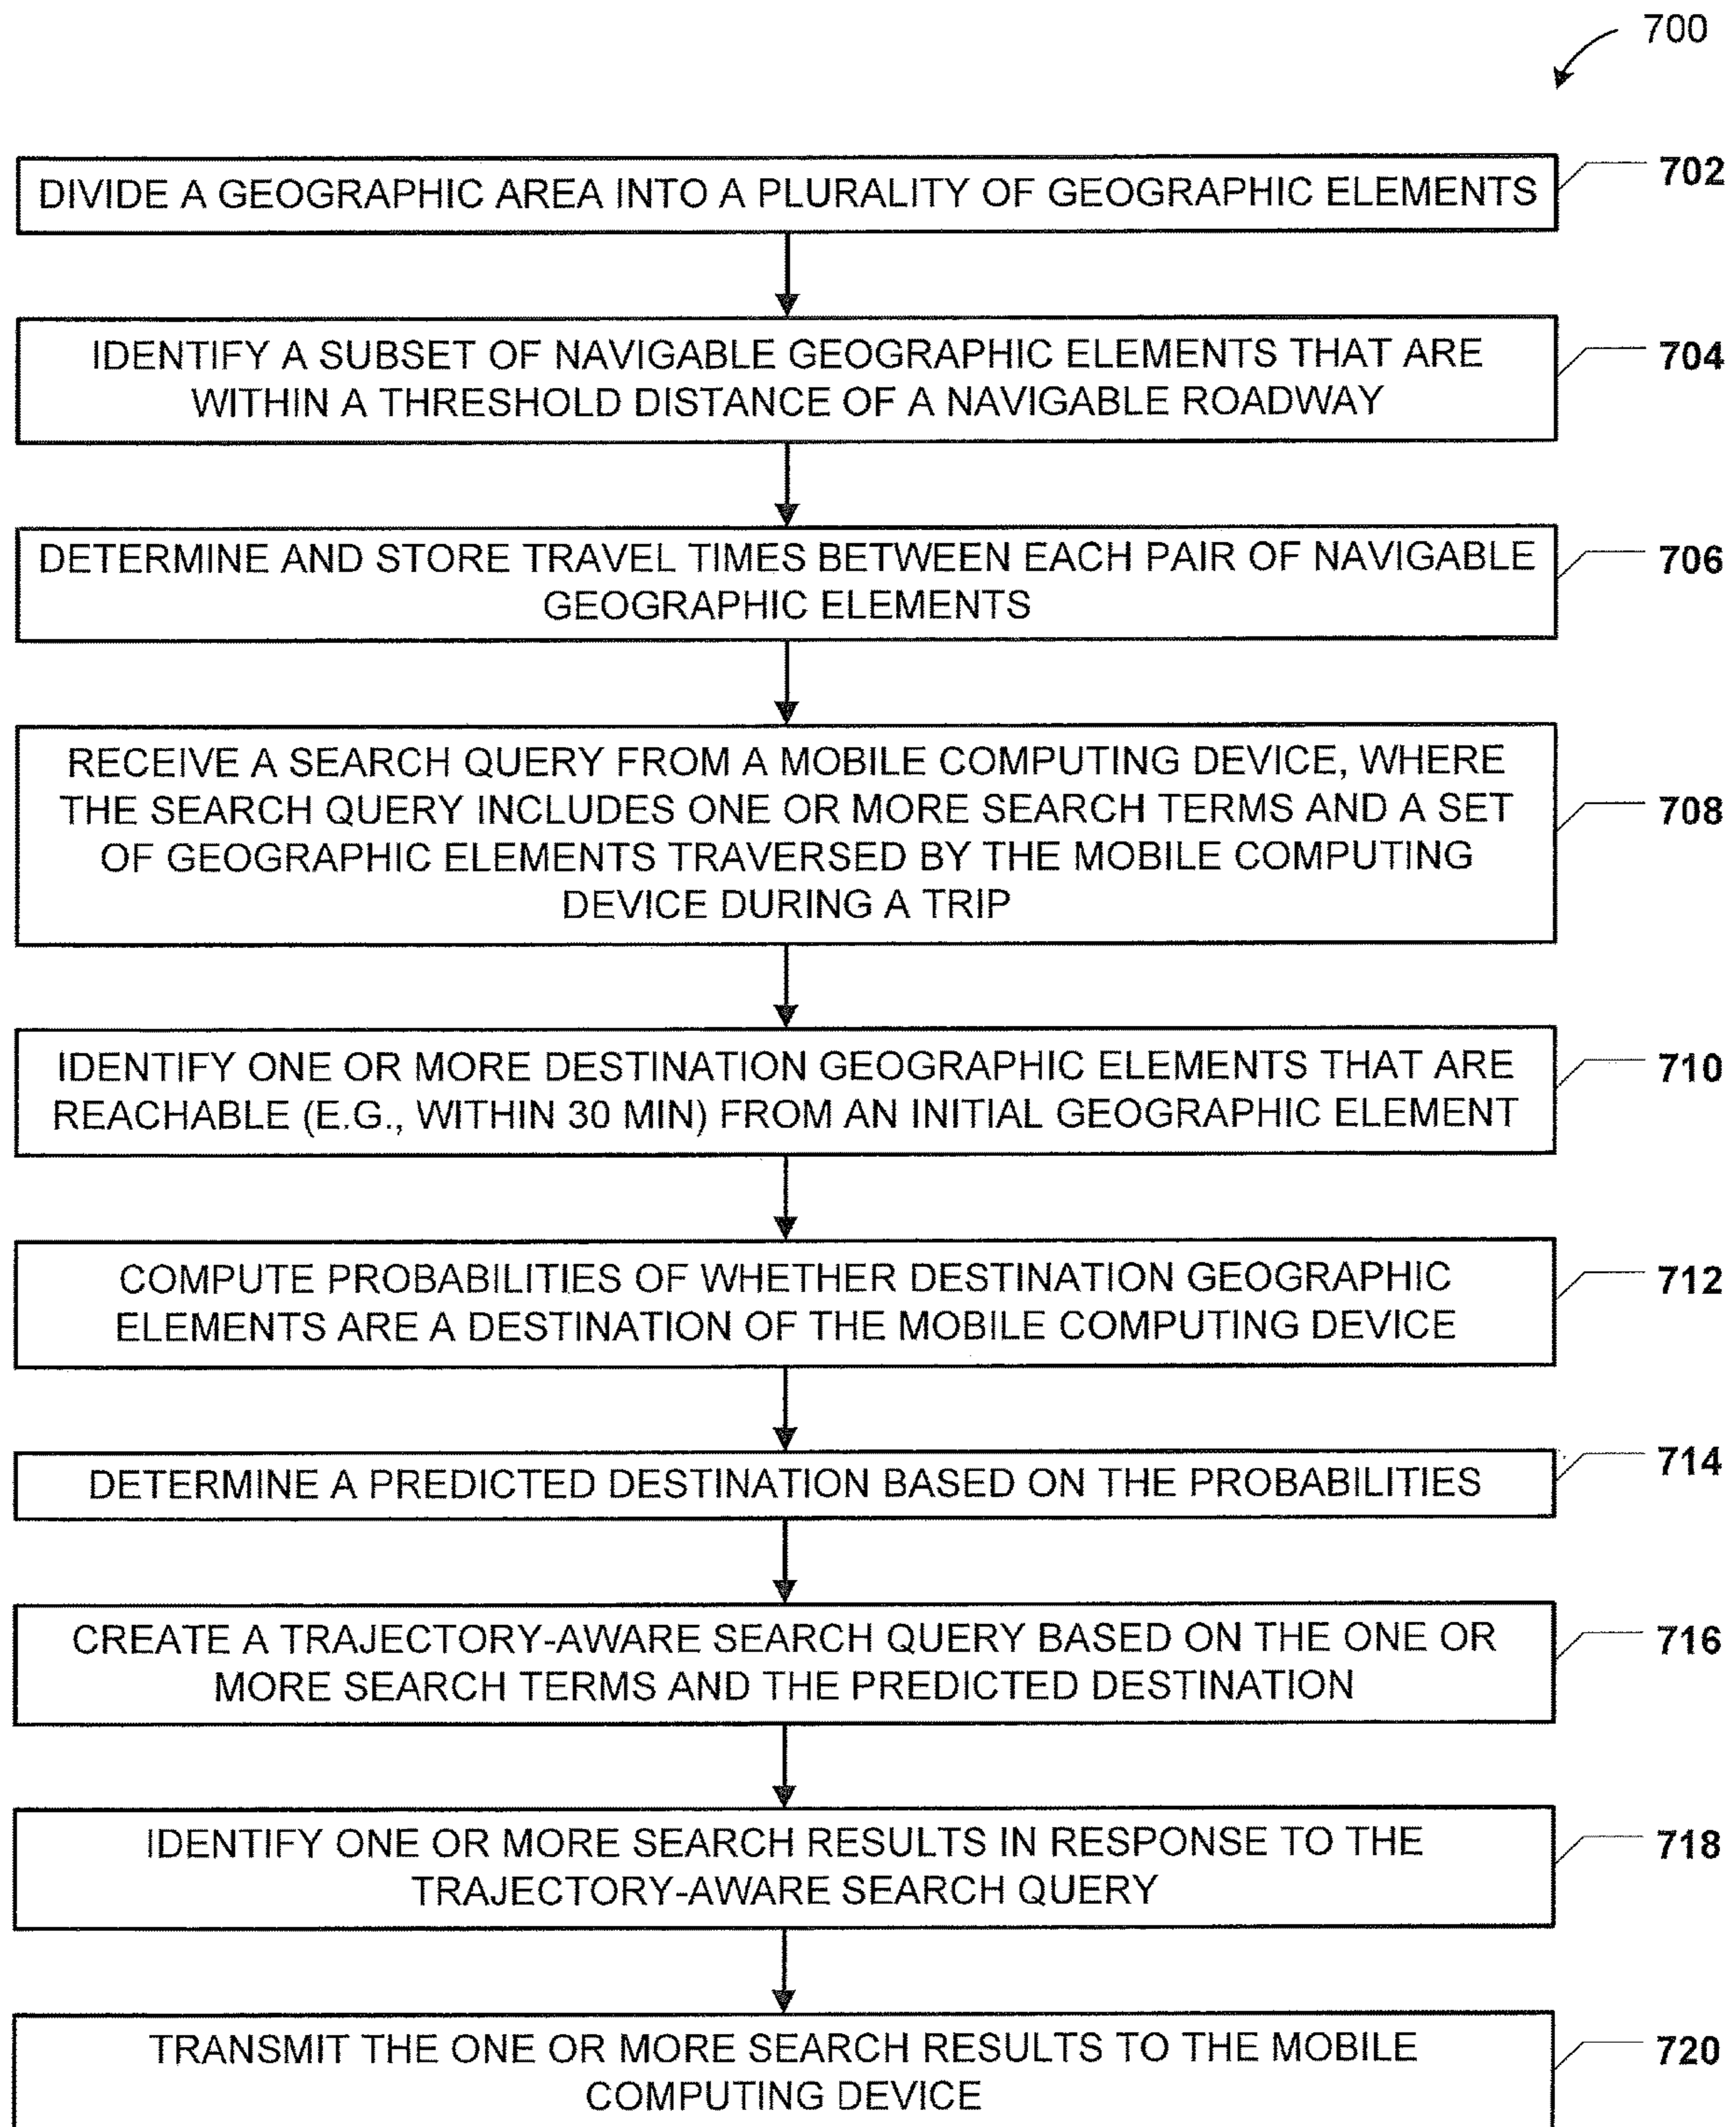 700
DIVIDE A GEOGRAPHIC AREA INTO A PLURALITY OF GEOGRAPHIC ELEMENTS
702
IDENTIFY A SUBSET OF NAVIGABLE GEOGRAPHIC ELEMENTS THAT ARE
WITHIN A THRESHOLD DISTANCE OF A NAVIGABLE ROADWAY
704
DETERMINE AND STORE TRAVEL TIMES BETWEEN EACH PAIR OF NAVIGABLE
GEOGRAPHIC ELEMENTS
706
RECEIVE A SEARCH QUERY FROM A MOBILE COMPUTING DEVICE, WHERE
THE SEARCH QUERY INCLUDES ONE OR MORE SEARCH TERMS AND A SET
OF GEOGRAPHIC ELEMENTS TRAVERSED BY THE MOBILE COMPUTING
DEVICE DURING A TRIP
708
IDENTIFY ONE OR MORE DESTINATION GEOGRAPHIC ELEMENTS THAT ARE
REACHABLE (E.G., WITHIN 30 MIN) FROM AN INITIAL GEOGRAPHIC ELEMENT
710
COMPUTE PROBABILITIES OF WHETHER DESTINATION GEOGRAPHIC
ELEMENTS ARE A DESTINATION OF THE MOBILE COMPUTING DEVICE
712
DETERMINE A PREDICTED DESTINATION BASED ON THE PROBABILITIES
714
CREATE A TRAJECTORY-AWARE SEARCH QUERY BASED ON THE ONE OR
MORE SEARCH TERMS AND THE PREDICTED DESTINATION
716
IDENTIFY ONE OR MORE SEARCH RESULTS IN RESPONSE TO THE
TRAJECTORY-AWARE SEARCH QUERY
718
TRANSMIT THE ONE OR MORE SEARCH RESULTS TO THE MOBILE
COMPUTING DEVICE
720